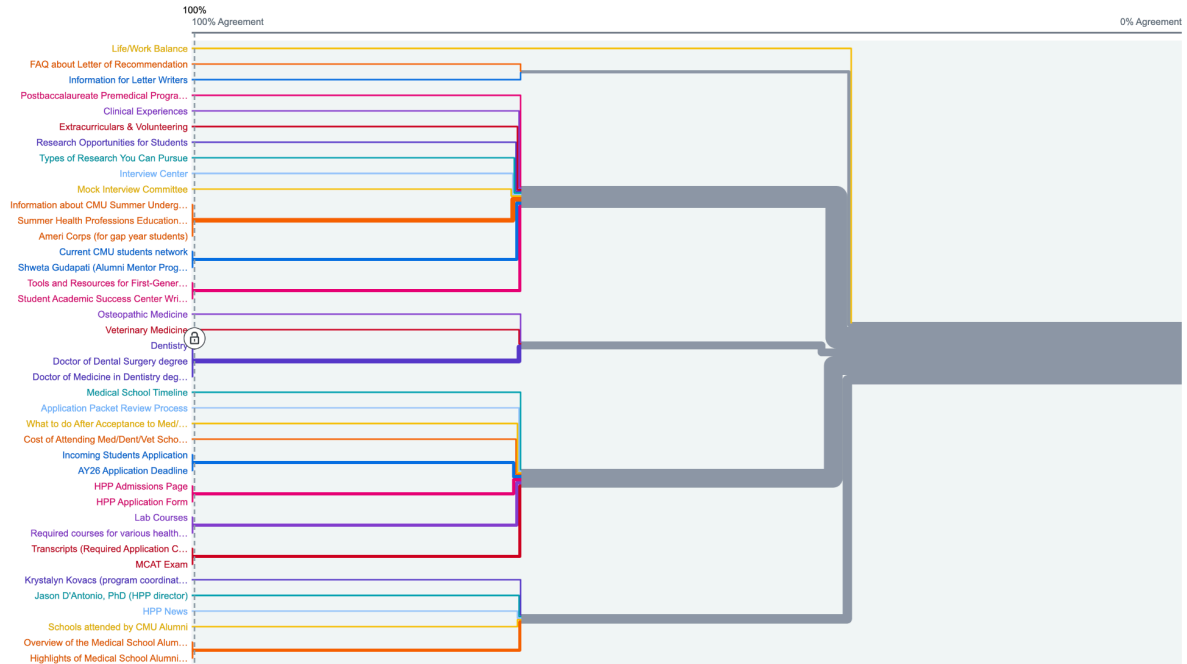 100%
100% Agreement
0% Agreement
Life/Work Balance
FAQ about Letter of Recommendation
Information for Letter Writers
Postbaccalaureate Premedical Progra...
Clinical Experiences
Extracurriculars & Volunteering
Research Opportunities for Students
Types of Research You Can Pursue
Interview Center
Mock Interview Committee
Information about CMU Summer Underg...
Summer Health Professions Education...
Ameri Corps (for gap year students)
Current CMU students network
Shweta Gudapati (Alumni Mentor Prog...
Tools and Resources for First-Gener...
Student Academic Success Center Wri...
Osteopathic Medicine
Veterinary Medicine
Dentistry
Doctor of Dental Surgery degree
Doctor of Medicine in Dentistry deg...
Medical School Timeline
Application Packet Review Process
What to do After Acceptance to Med/...
Cost of Attending Med/Dent/Vet Scho...
Incoming Students Application
AY26 Application Deadline
HPP Admissions Page
HPP Application Form
Lab Courses
Required courses for various health...
Transcripts (Required Application C...
MCAT Exam
Krystalyn Kovacs (program coordinat...
Jason D'Antonio, PhD (HPP director)
HPP News
Schools attended by CMU Alumni
Overview of the Medical School Alum...
Highlights of Medical School Alumni...